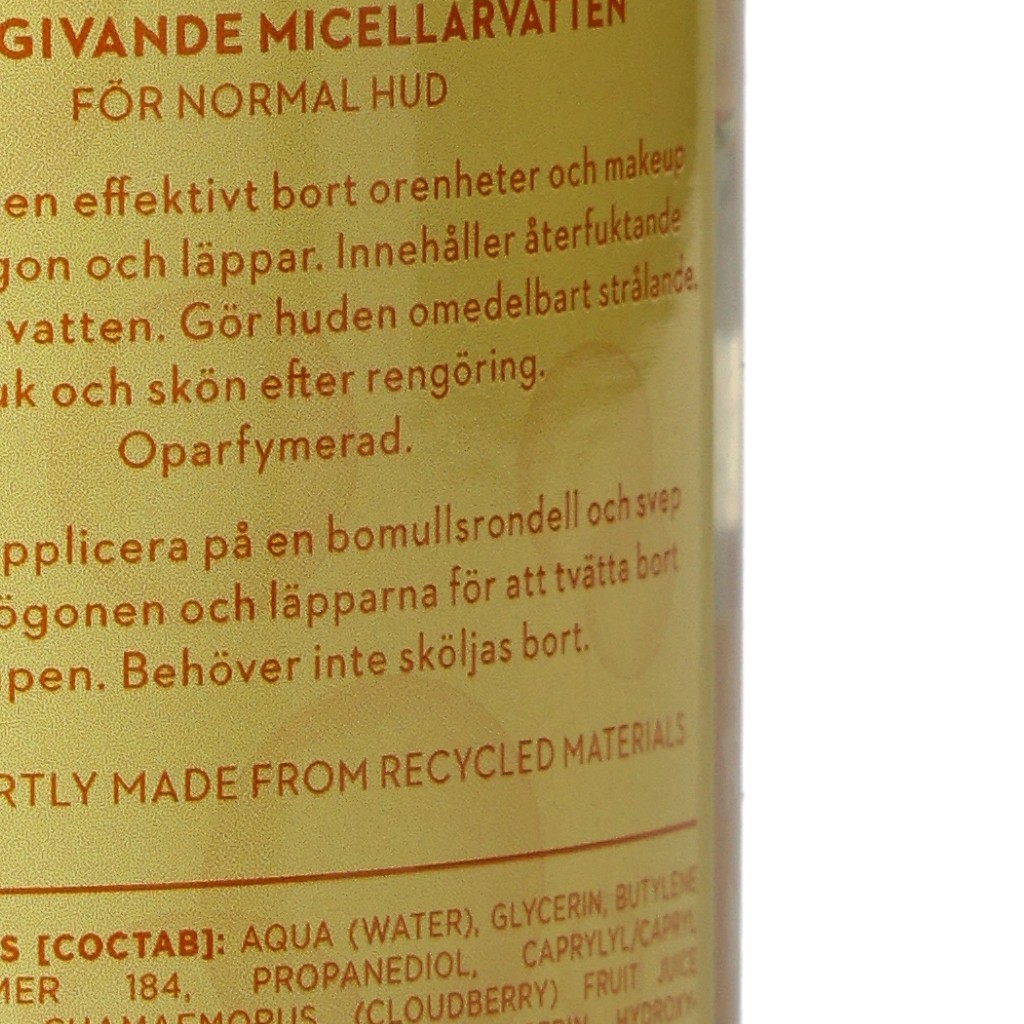 GIVANDE MICELLARVATTEN
FÖR NORMAL HUD
en effektivt bort orenheter och makeup
gon och läppar. Innehåller återfuktande
vatten. Gör huden omedelbart strålande,
uk och skön efter rengöring.
Oparfymerad.
pplicera på en bomullsrondell och svep
ögonen och läpparna för att tvätta bort
pen. Behöver inte sköljas bort.
RTLY MADE FROM RECYCLED MATERIALS
S [СОСТАВ]: AQUA (WATER), GLYCERIN, BUTYLENE
MER 184, PROPANEDIOL, CAPRYLYL/CAPRYL
CHAMAEMORUS (CLOUDBERRY) FRUIT JUICE
HYDROXY-